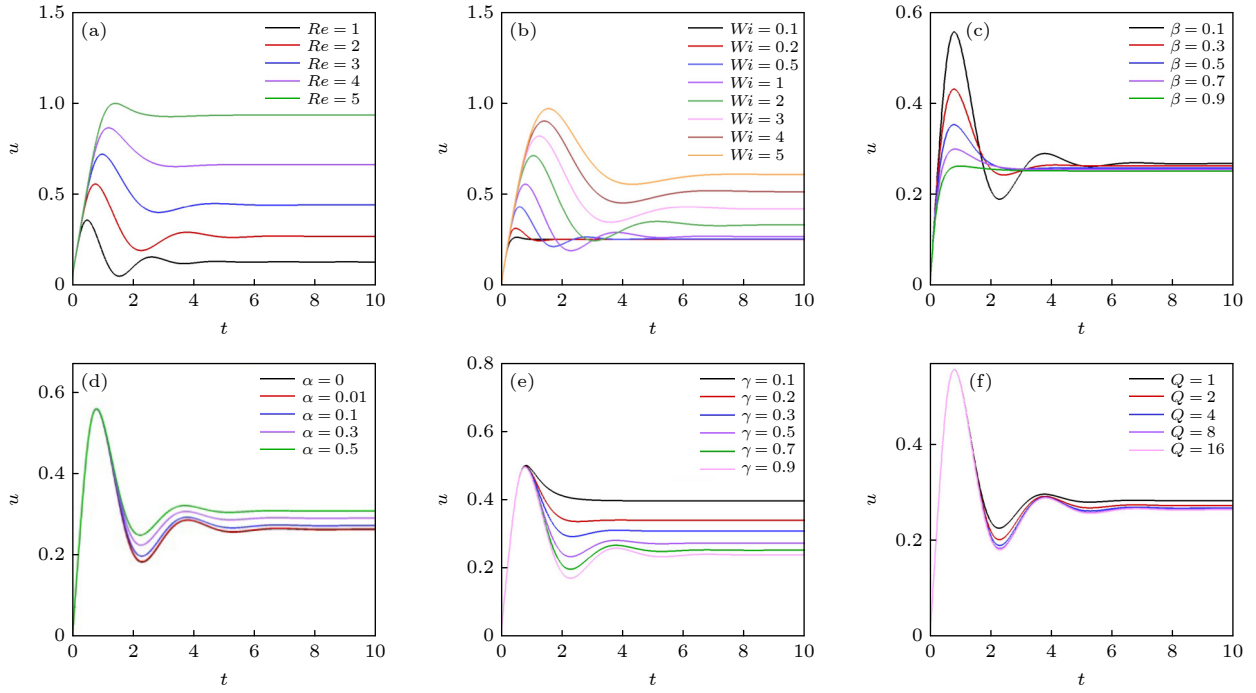 (a)
Re = 1
Re = 2
Re = 3
Re = 4
Re = 5
1.5
1.0
0.5
0
u
0 2 4 6 8 10
t
(b)
Wi = 0.1
Wi = 0.2
Wi = 0.5
Wi = 1
Wi = 2
Wi = 3
Wi = 4
Wi = 5
1.5
1.0
0.5
0
u
0 2 4 6 8 10
t
(c)
β = 0.1
β = 0.3
β = 0.5
β = 0.7
β = 0.9
0.6
0.4
0.2
0
u
0 2 4 6 8 10
t
(d)
α = 0
α = 0.01
α = 0.1
α = 0.3
α = 0.5
0.6
0.4
0.2
0
u
0 2 4 6 8 10
t
(e)
γ = 0.1
γ = 0.2
γ = 0.3
γ = 0.5
γ = 0.7
γ = 0.9
0.8
0.6
0.4
0.2
0
u
0 2 4 6 8 10
t
(f)
Q = 1
Q = 2
Q = 4
Q = 8
Q = 16
0.4
0.2
0
u
0 2 4 6 8 10
t